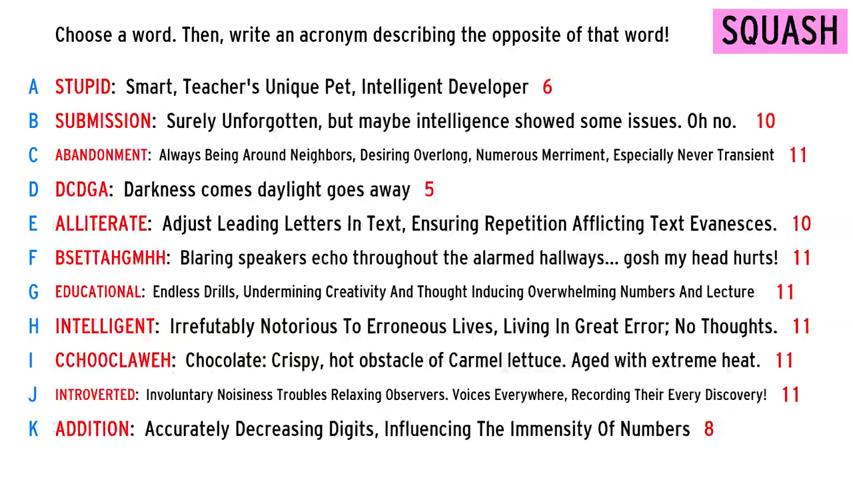 Choose a word. Then, write an acronym describing the opposite of that word!
SQUASH
A STUPID: Smart, Teacher's Unique Pet, Intelligent Developer 6
B SUBMISSION: Surely Unforgotten, but maybe intelligence showed some issues. Oh no. 10
C ABANDONMENT: Always Being Around Neighbors, Desiring Overlong, Numerous Merriment, Especially Never Transient 11
D DCDGA: Darkness comes daylight goes away 5
E ALLITERATE: Adjust Leading Letters In Text, Ensuring Repetition Afflicting Text Evanesces. 10
F BSETTAHGMHH: Blaring speakers echo throughout the alarmed hallways... gosh my head hurts! 11
G EDUCATIONAL: Endless Drills, Undermining Creativity And Thought Inducing Overwhelming Numbers And Lecture 11
H INTELLIGENT: Irrefutably Notorious To Erroneous Lives, Living In Great Error; No Thoughts. 11
I CCHOOCLAWEH: Chocolate: Crispy, hot obstacle of Carmel lettuce. Aged with extreme heat. 11
J INTROVERTED: Involuntary Noisiness Troubles Relaxing Observers. Voices Everywhere, Recording Their Every Discovery! 11
K ADDITION: Accurately Decreasing Digits, Influencing The Immensity Of Numbers 8